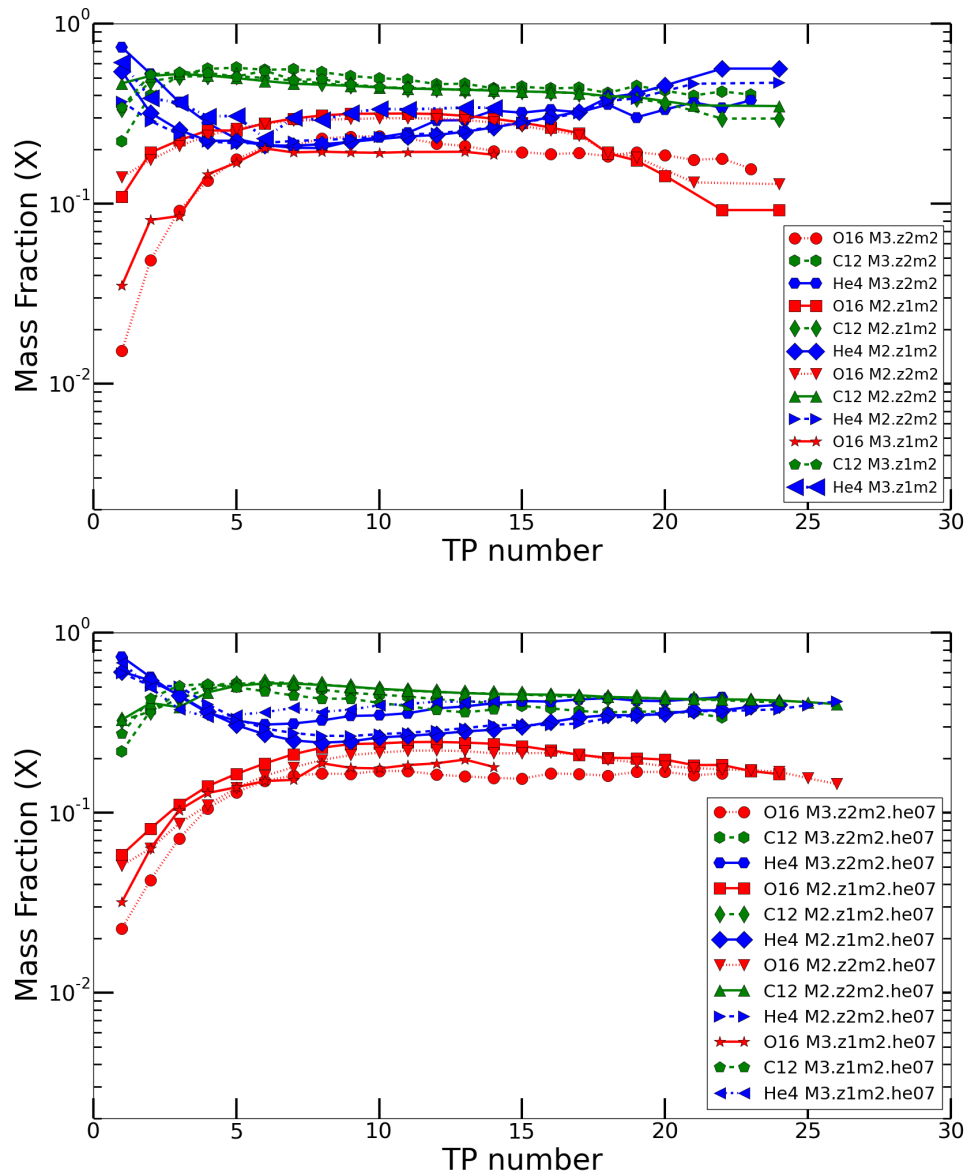 10^0
10^-1
10^-2
Mass Fraction (X)
O16 M3.z2m2
C12 M3.z2m2
He4 M3.z2m2
O16 M2.z1m2
C12 M2.z1m2
He4 M2.z1m2
O16 M2.z2m2
C12 M2.z2m2
He4 M2.z2m2
O16 M3.z1m2
C12 M3.z1m2
He4 M3.z1m2
0 5 10 15 20 25 30
TP number
10^0
10^-1
10^-2
Mass Fraction (X)
O16 M3.z2m2.he07
C12 M3.z2m2.he07
He4 M3.z2m2.he07
O16 M2.z1m2.he07
C12 M2.z1m2.he07
He4 M2.z1m2.he07
O16 M2.z2m2.he07
C12 M2.z2m2.he07
He4 M2.z2m2.he07
O16 M3.z1m2.he07
C12 M3.z1m2.he07
He4 M3.z1m2.he07
0 5 10 15 20 25 30
TP number